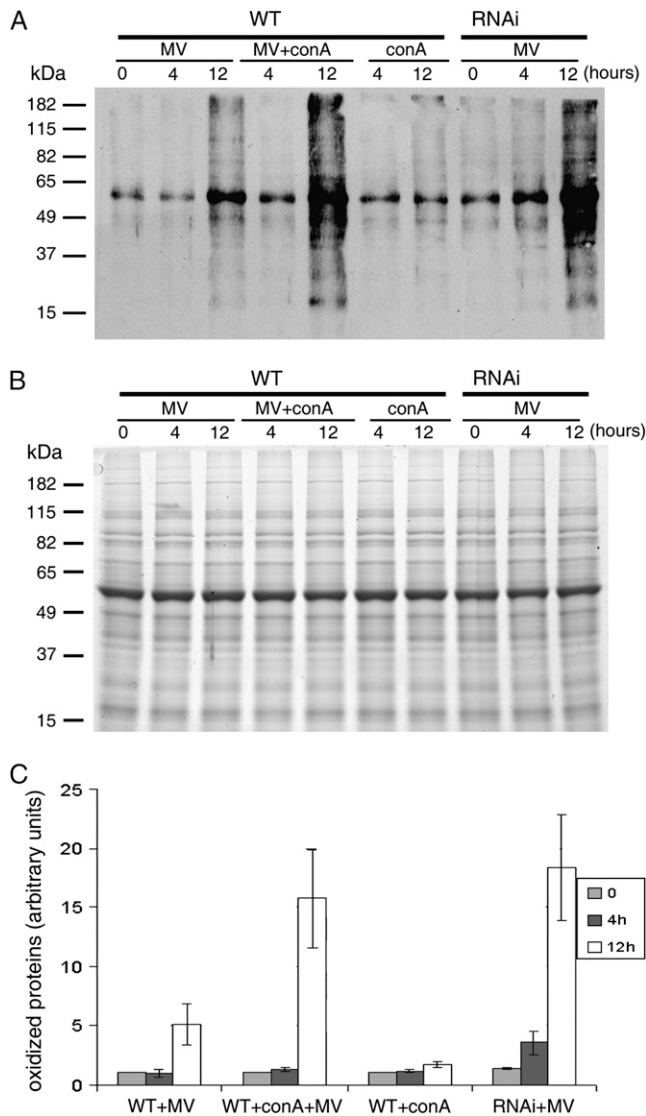 A
WT RNAi
MV MV+conA conA MV
kDa 0 4 12 4 12 4 12 0 4 12 (hours)
182
115
82
65
49
37
15
B
WT RNAi
MV MV+conA conA MV
0 4 12 4 12 4 12 0 4 12 (hours)
kDa
182
115
82
65
49
37
15
C
oxidized proteins (arbitrary units)
25
20
15
10
5
0
0
4h
12h
WT+MV WT+conA+MV WT+conA RNAi+MV